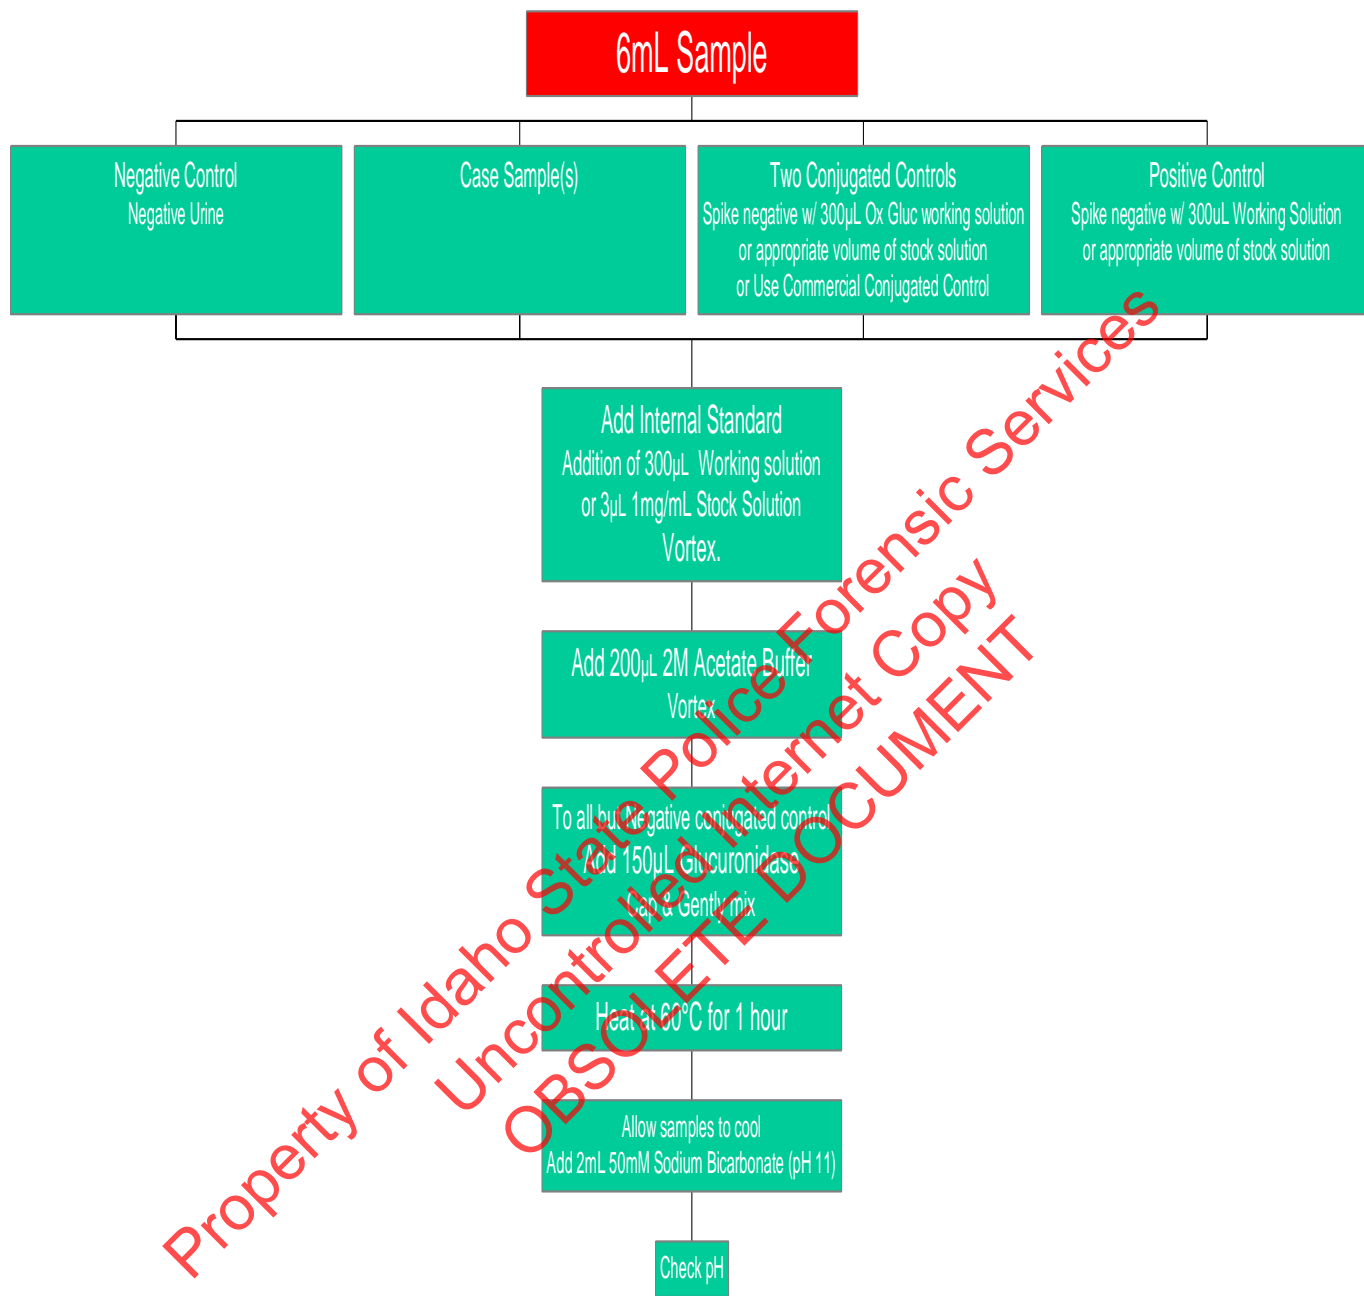 6mL Sample
Negative Control
Negative Urine
Case Sample(s)
Two Conjugated Controls
Spike negative w/ 300µL Ox Gluc working solution
or appropriate volume of stock solution
or Use Commercial Conjugated Control
Positive Control
Spike negative w/ 300uL Working Solution
or appropriate volume of stock solution
Add Internal Standard
Addition of 300µL Working solution
or 3µL 1mg/mL Stock Solution
Vortex.
Add 200µL 2M Acetate Buffer
Vortex
To all but Negative conjugated control
Add 150µL Glucuronidase
Cap & Gently mix
Heat at 60°C for 1 hour
Allow samples to cool
Add 2mL 50mM Sodium Bicarbonate (pH 11)
Check pH
Property of Idaho State Police Forensic Services
Uncontrolled Internet Copy
OBSOLETE DOCUMENT